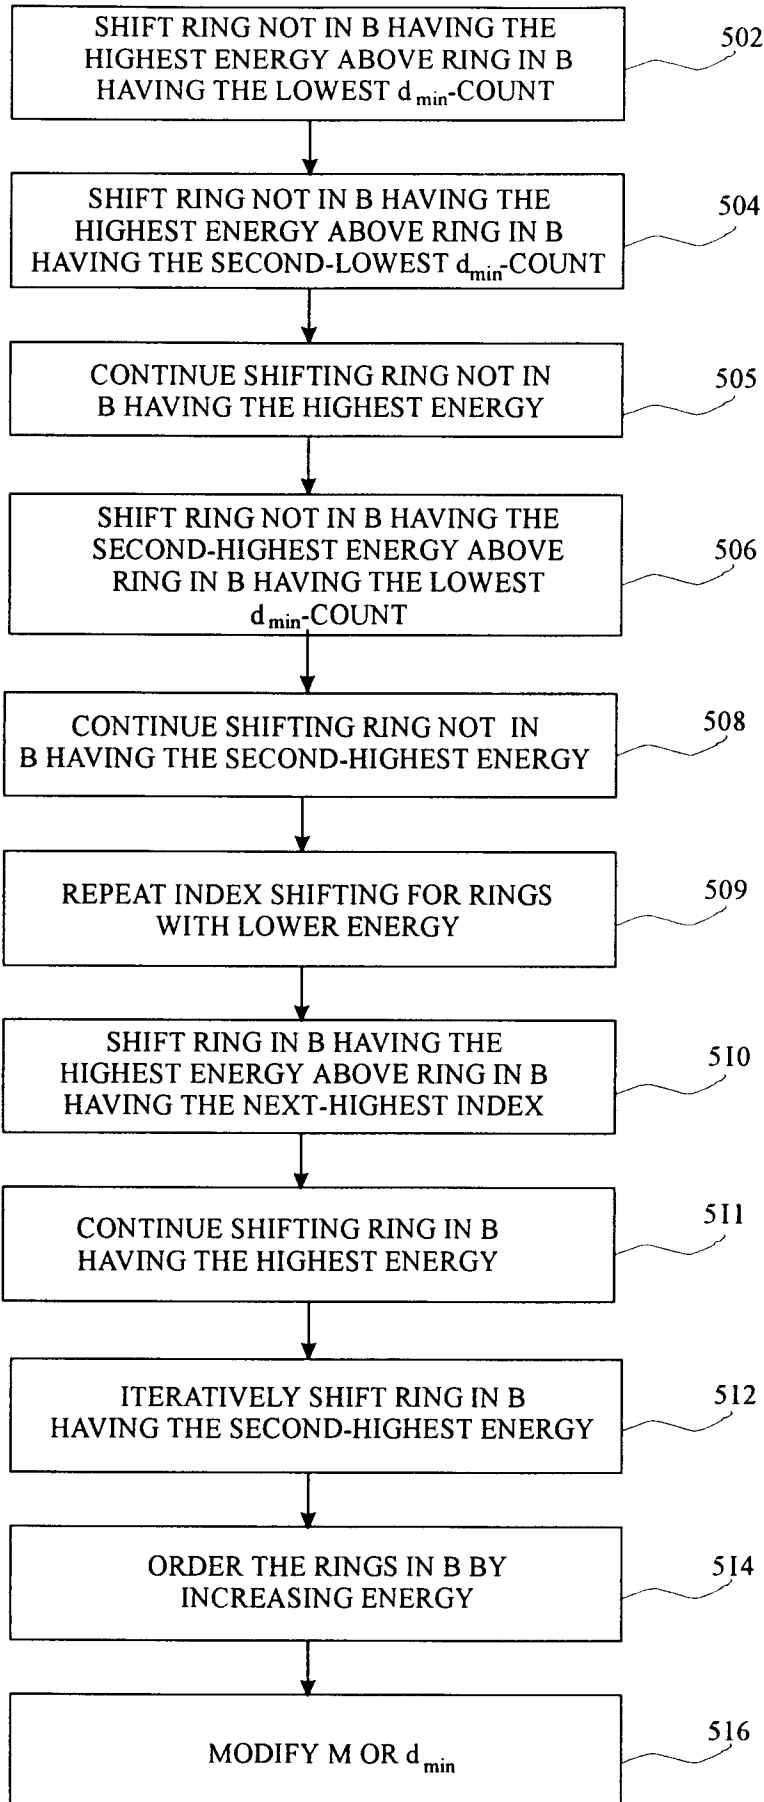 SHIFT RING NOT IN B HAVING THE
HIGHEST ENERGY ABOVE RING IN B
HAVING THE LOWEST dmin-COUNT
502
SHIFT RING NOT IN B HAVING THE
HIGHEST ENERGY ABOVE RING IN B
HAVING THE SECOND-LOWEST dmin-COUNT
504
CONTINUE SHIFTING RING NOT IN
B HAVING THE HIGHEST ENERGY
505
SHIFT RING NOT IN B HAVING THE
SECOND-HIGHEST ENERGY ABOVE
RING IN B HAVING THE LOWEST
dmin-COUNT
506
CONTINUE SHIFTING RING NOT IN
B HAVING THE SECOND-HIGHEST ENERGY
508
REPEAT INDEX SHIFTING FOR RINGS
WITH LOWER ENERGY
509
SHIFT RING IN B HAVING THE
HIGHEST ENERGY ABOVE RING IN B
HAVING THE NEXT-HIGHEST INDEX
510
CONTINUE SHIFTING RING IN B
HAVING THE HIGHEST ENERGY
511
ITERATIVELY SHIFT RING IN B
HAVING THE SECOND-HIGHEST ENERGY
512
ORDER THE RINGS IN B BY
INCREASING ENERGY
514
MODIFY M OR dmin
516